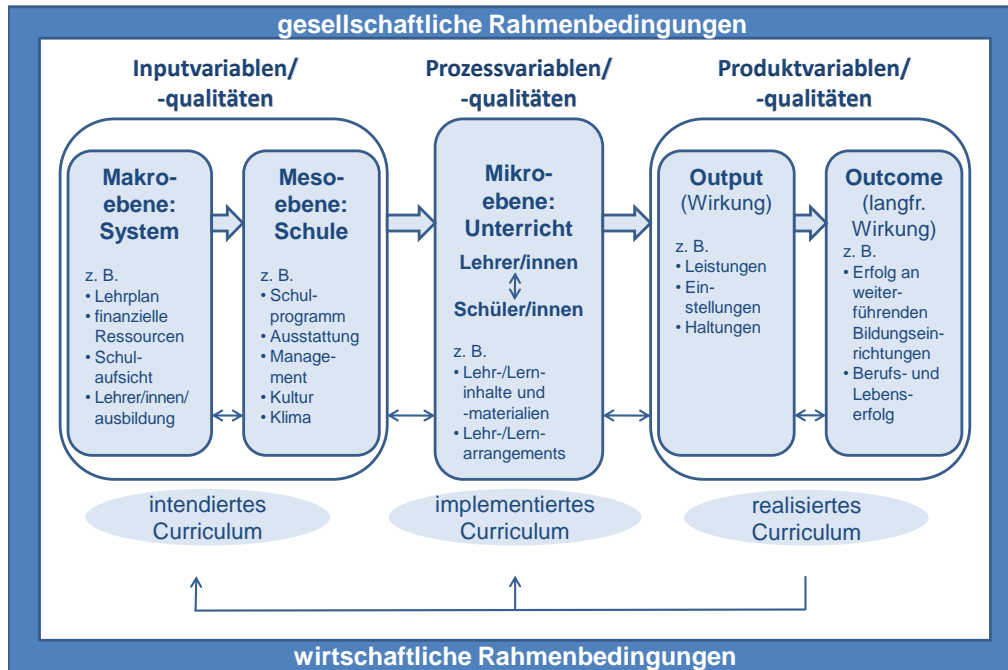 gesellschaftliche Rahmenbedingungen
Inputvariablen/
-qualitäten
Prozessvariablen/
-qualitäten
Produktvariablen/
-qualitäten
Makro-
ebene:
System
z. B.
• Lehrplan
• finanzielle
Ressourcen
• Schul-
aufsicht
• Lehrer/innen/
ausbildung
Meso-
ebene:
Schule
z. B.
• Schul-
programm
• Ausstattung
• Manage-
ment
• Kultur
• Klima
Mikro-
ebene:
Unterricht
Lehrer/innen
Schüler/innen
z. B.
• Lehr-/Lern-
inhalte und
-materialien
• Lehr-/Lern-
arrangements
Output
(Wirkung)
z. B.
• Leistungen
• Ein-
stellungen
• Haltungen
Outcome
(langfr.
Wirkung)
z. B.
• Erfolg an
weiter-
führenden
Bildungsein-
richtungen
• Berufs- und
Lebens-
erfolg
intendiertes
Curriculum
implementiertes
Curriculum
realisiertes
Curriculum
wirtschaftliche Rahmenbedingungen